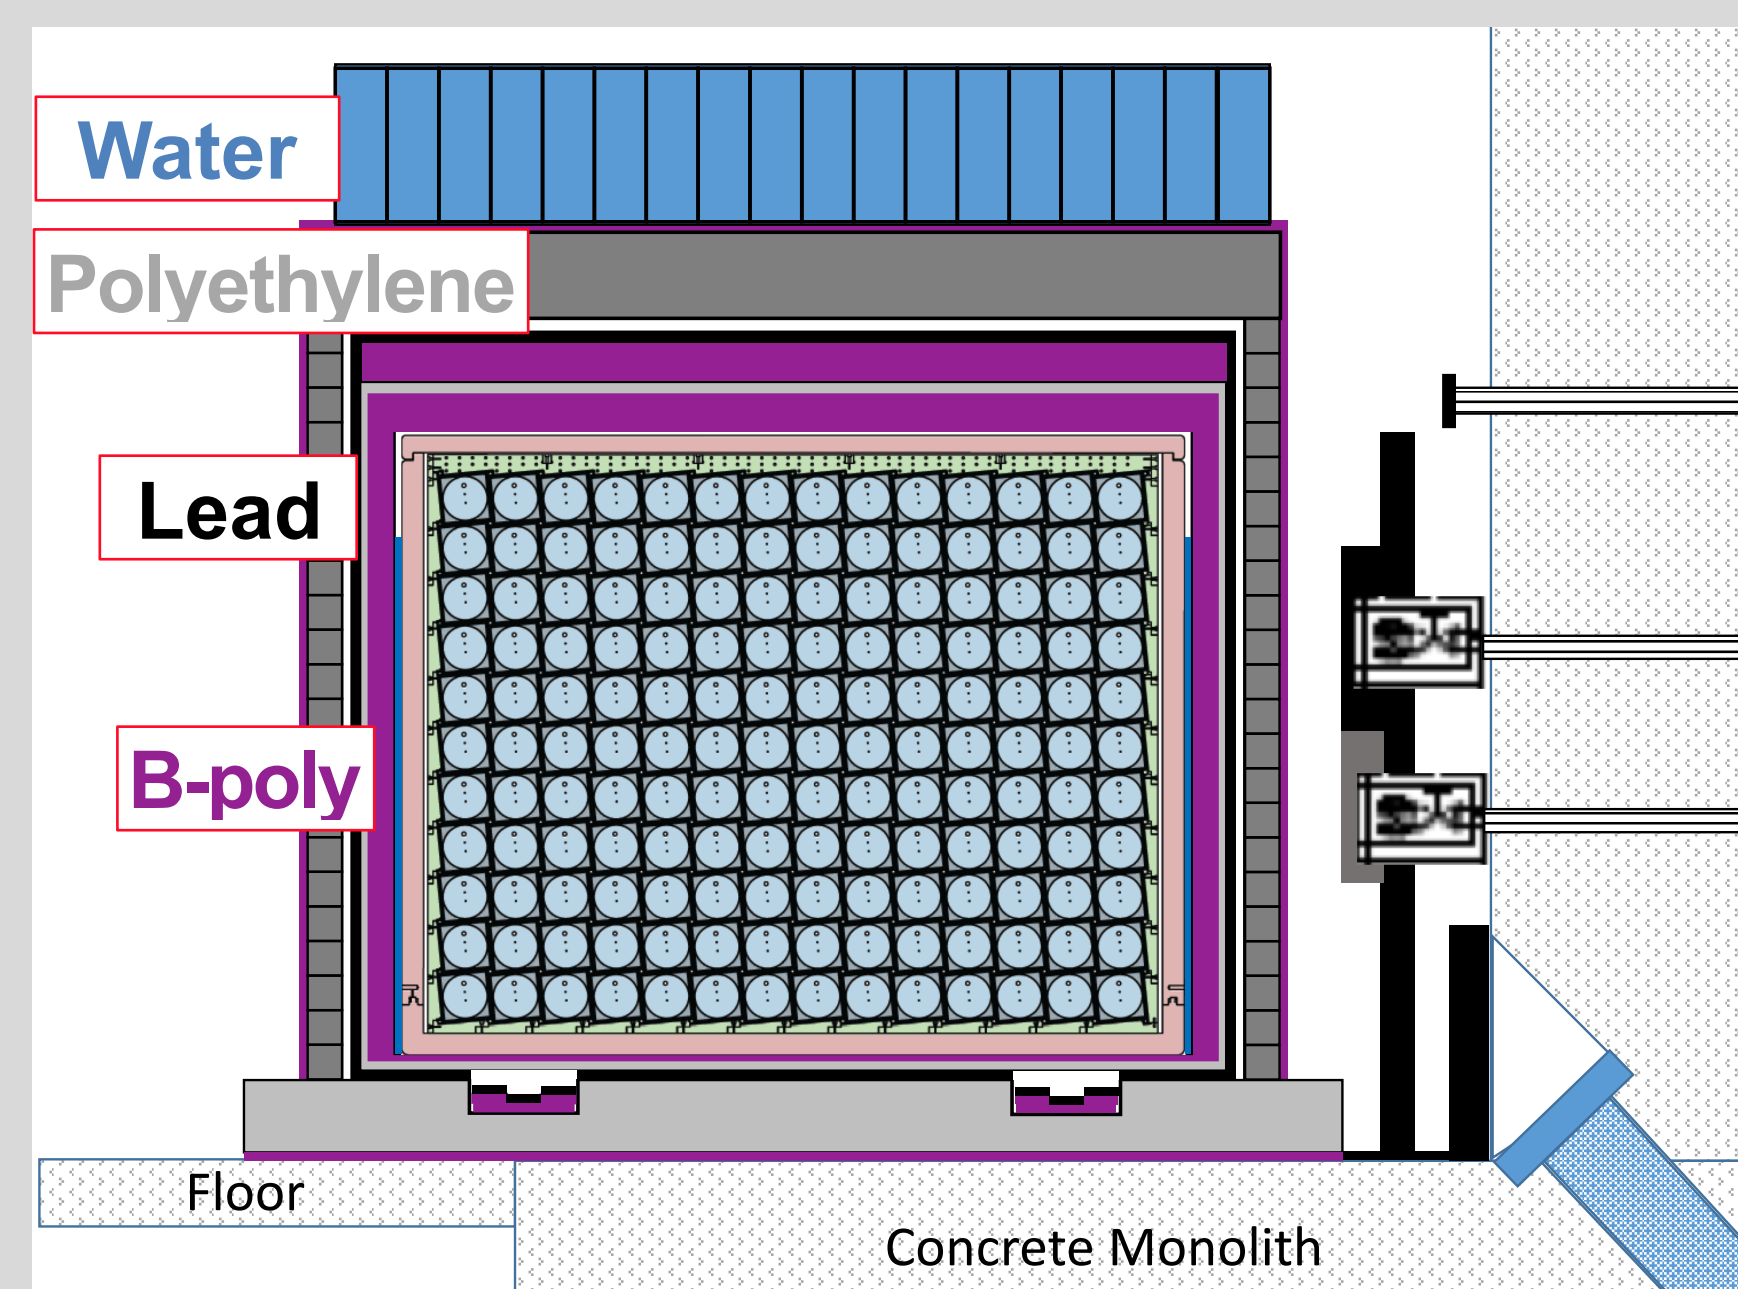 Water
Polyethylene
Lead
B-poly
Floor
Concrete Monolith